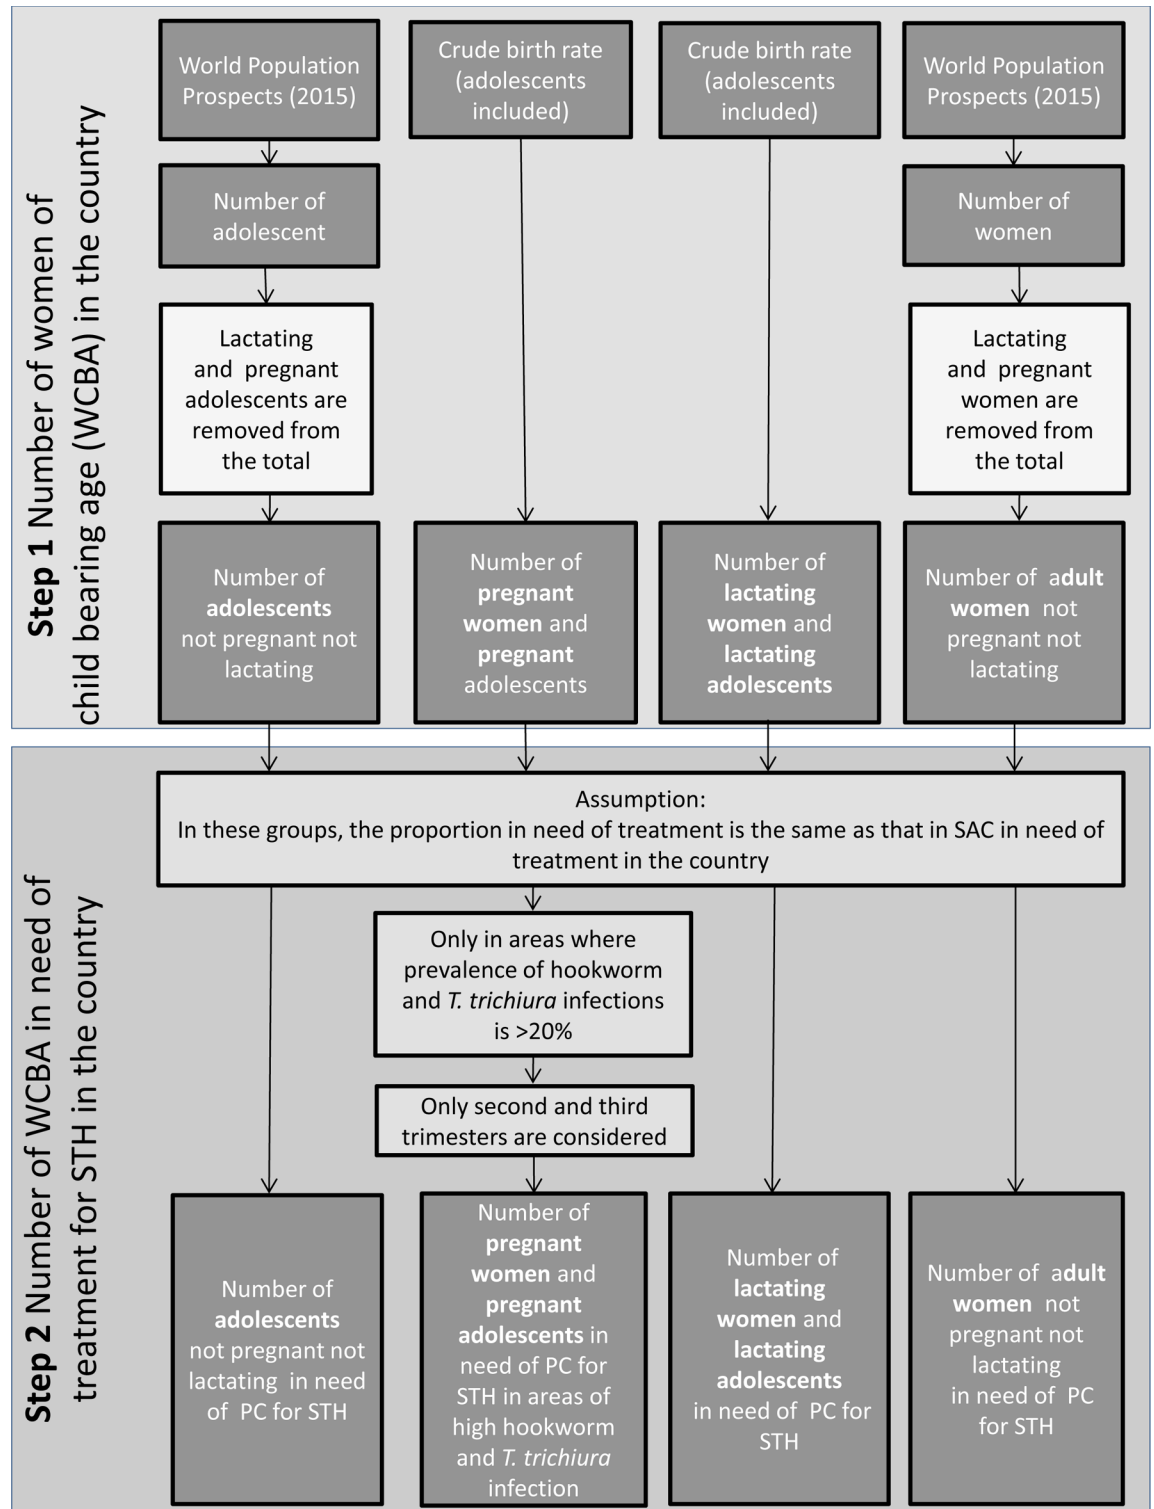 Step 1 Number of women of
child bearing age (WCBA) in the country
World Population
Prospects (2015)
Crude birth rate
(adolescents
included)
Crude birth rate
(adolescents
included)
World Population
Prospects (2015)
Number of
adolescent
Number of
women
Lactating
and pregnant
adolescents are
removed from
the total
Lactating
and pregnant
women are
removed from
the total
Number of
adolescents
not pregnant not
lactating
Number of
pregnant
women and
pregnant
adolescents
Number of
lactating
women and
lactating
adolescents
Number of adult
women not
pregnant not
lactating
Step 2 Number of WCBA in need of
treatment for STH in the country
Assumption:
In these groups, the proportion in need of treatment is the same as that in SAC in need of
treatment in the country
Only in areas where
prevalence of hookworm
and T. trichiura infections
is >20%
Only second and third
trimesters are considered
Number of
adolescents
not pregnant not
lactating in need
of PC for STH
Number of
pregnant
women and
pregnant
adolescents in
need of PC for
STH in areas of
high hookworm
and T. trichiura
infection
Number of
lactating
women and
lactating
adolescents
in need of PC for
STH
Number of adult
women not
pregnant not
lactating
in need of PC
for STH